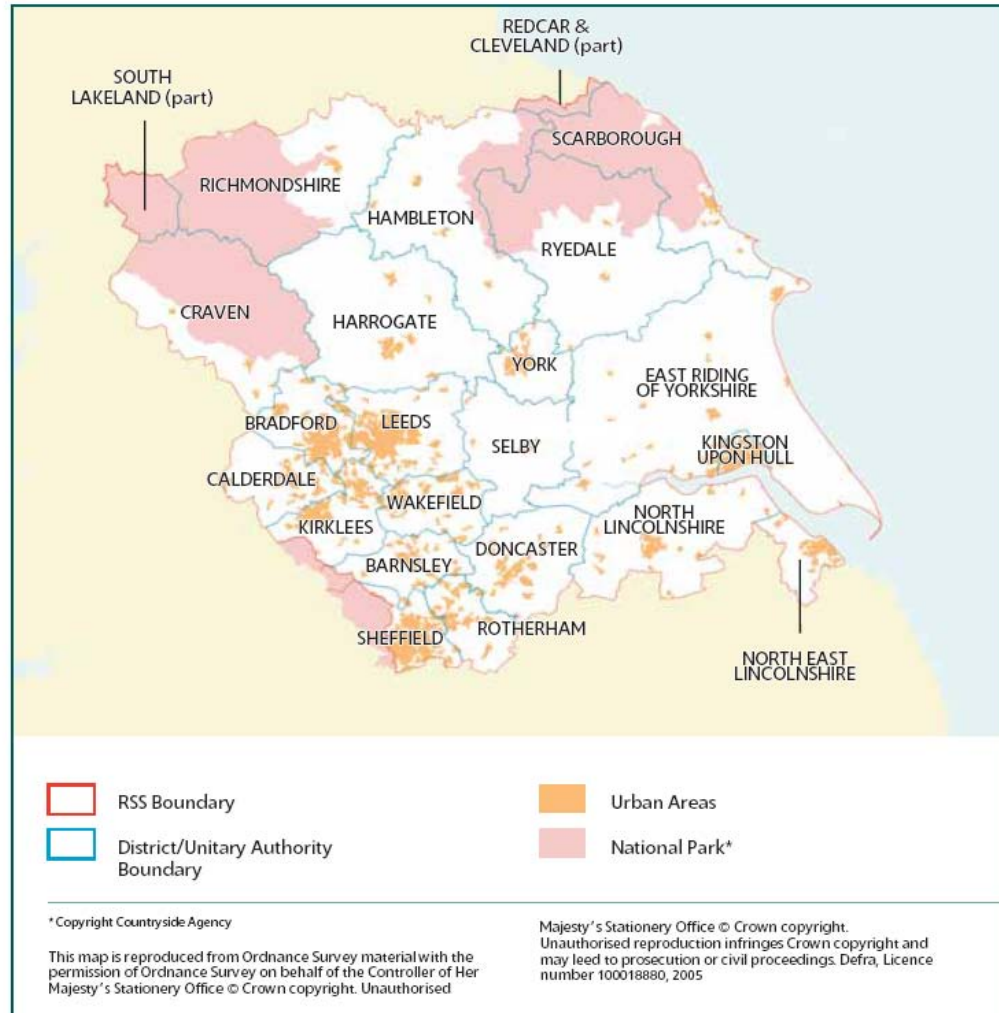 REDCAR &
CLEVELAND (part)
SOUTH
LAKELAND (part)
SCARBOROUGH
RICHMONDSHIRE
HAMBLETON
RYEDALE
CRAVEN
HARROGATE
YORK
EAST RIDING
OF YORKSHIRE
BRADFORD
LEEDS
SELBY
KINGSTON
UPON HULL
CALDERDALE
WAKEFIELD
KIRKLEES
NORTH
LINCOLNSHIRE
BARNSLEY
DONCASTER
SHEFFIELD
ROTHERHAM
NORTH EAST
LINCOLNSHIRE
RSS Boundary
District/Unitary Authority
Boundary
Urban Areas
National Park*
*Copyright Countryside Agency
This map is reproduced from Ordnance Survey material with the
permission of Ordnance Survey on behalf of the Controller of Her
Majesty's Stationery Office © Crown copyright. Unauthorised
Majesty's Stationery Office © Crown copyright.
Unauthorised reproduction infringes Crown copyright and
may leed to prosecution or civil proceedings. Defra, Licence
number 100018880, 2005